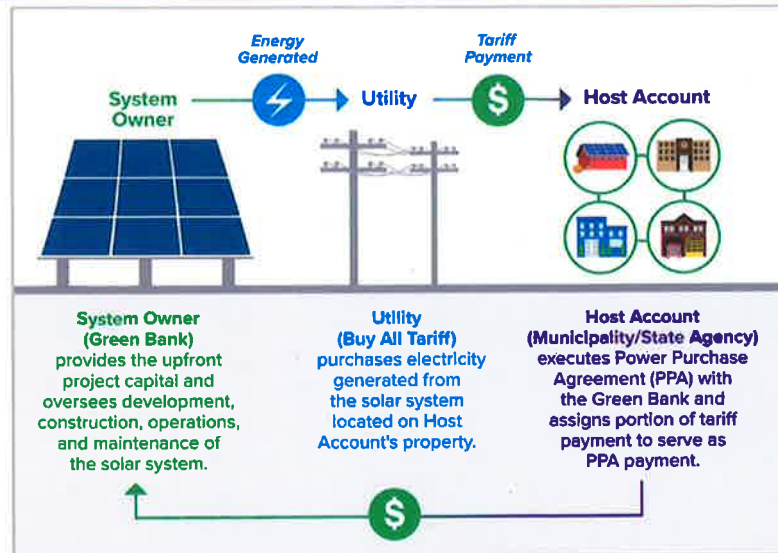 Energy
Generated
Tariff
Payment
System
Owner
Utility
Host Account
$
System Owner
(Green Bank)
provides the upfront
project capital and
oversees development,
construction, operations,
and maintenance of
the solar system.
Utility
(Buy All Tariff)
purchases electricity
generated from
the solar system
located on Host
Account's property.
Host Account
(Municipality/State Agency)
executes Power Purchase
Agreement (PPA) with
the Green Bank and
assigns portion of tariff
payment to serve as
PPA payment.
$